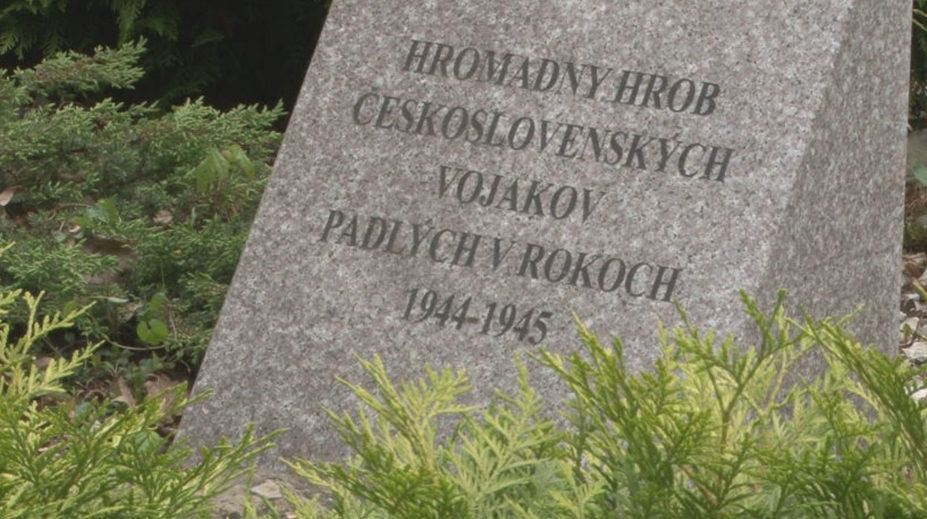 HROMADNÝ HROB
ČESKOSLOVENSKÝCH
VOJAKOV
PADLÝCH V ROKOCH
1944-1945